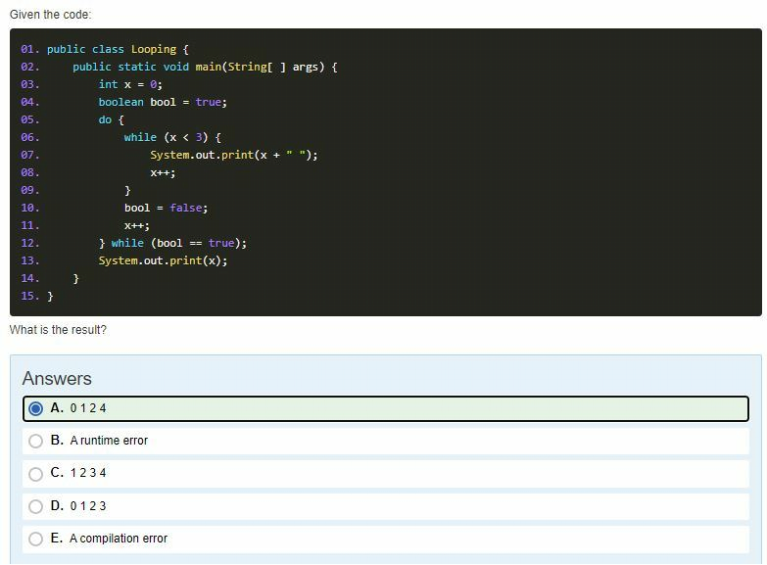 Given the code:
01. public class Looping {
02.     public static void main(String[ ] args) {
03.         int x = 0;
04.         boolean bool = true;
05.         do {
06.             while (x < 3) {
07.                 System.out.print(x + " ");
08.                 x++;
09.             }
10.             bool = false;
11.             x++;
12.         } while (bool == true);
13.         System.out.print(x);
14.     }
15. }
What is the result?
Answers
A. 0 1 2 4
B. A runtime error
C. 1 2 3 4
D. 0 1 2 3
E. A compilation error